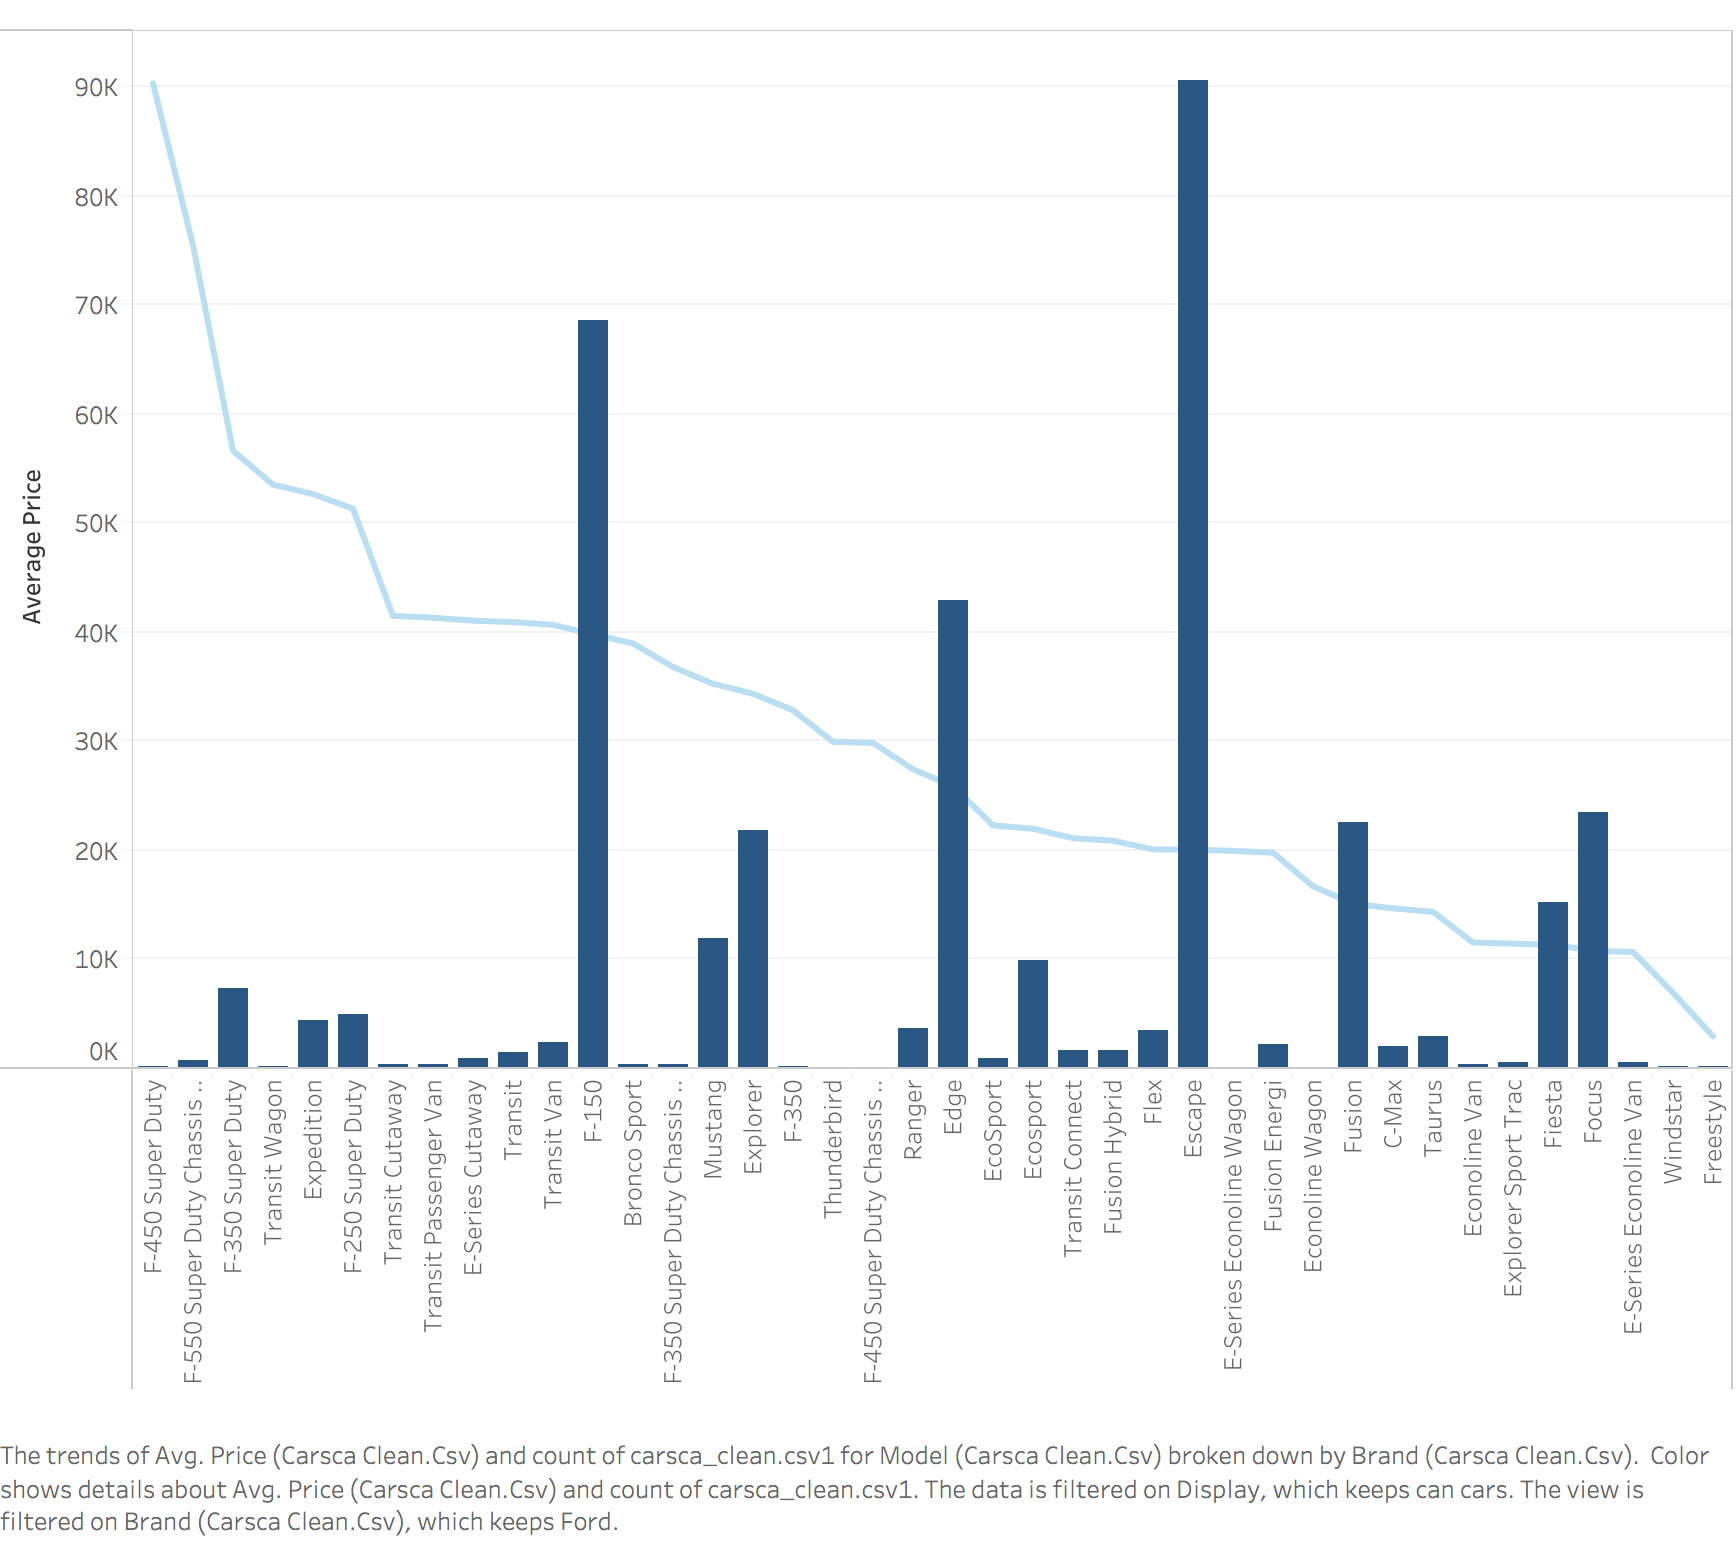 90K
80K
70K
60K
50K
40K
30K
20K
10K
0K
Average Price
F-450 Super Duty
F-550 Super Duty Chassis ..
F-350 Super Duty
Transit Wagon
Expedition
F-250 Super Duty
Transit Cutaway
Transit Passenger Van
E-Series Cutaway
Transit
Transit Van
F-150
Bronco Sport
F-350 Super Duty Chassis ..
Mustang
Explorer
F-350
Thunderbird
F-450 Super Duty Chassis ..
Ranger
Edge
EcoSport
Ecosport
Transit Connect
Fusion Hybrid
Flex
Escape
E-Series Econoline Wagon
Fusion Energi
Econoline Wagon
Fusion
C-Max
Taurus
Econoline Van
Explorer Sport Trac
Fiesta
Focus
E-Series Econoline Van
Windstar
Freestyle
The trends of Avg. Price (Carsca Clean.Csv) and count of carsca_clean.csv1 for Model (Carsca Clean.Csv) broken down by Brand (Carsca Clean.Csv).  Color
shows details about Avg. Price (Carsca Clean.Csv) and count of carsca_clean.csv1. The data is filtered on Display, which keeps can cars. The view is
filtered on Brand (Carsca Clean.Csv), which keeps Ford.